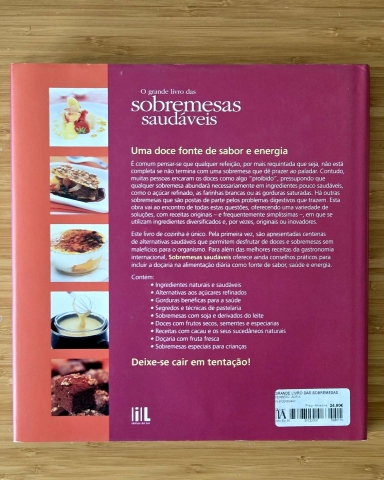 O grande livro das
sobremesas
saudáveis
Uma doce fonte de sabor e energia
É comum pensar-se que qualquer refeição, por mais requintada que seja, não está
completa se não termina com uma sobremesa que dê prazer ao paladar. Contudo,
muitas pessoas encaram os doces como algo "proibido", pressupondo que
qualquer sobremesa abundará necessariamente em ingredientes pouco saudáveis,
como o açúcar refinado, as farinhas brancas ou as gorduras saturadas. Há outras
sobremesas que são postas de parte pelos problemas digestivos que trazem. Esta
obra vai ao encontro de todas estas questões, oferecendo uma variedade de
soluções, com receitas originais – e frequentemente simplíssimas –, em que se
utilizam ingredientes diversificados e, por vezes, originais ou inovadores.
Este livro de cozinha é único. Pela primeira vez, são apresentadas centenas
de alternativas saudáveis que permitem desfrutar de doces e sobremesas sem
malefícios para o organismo. Para além das melhores receitas da gastronomia
internacional, Sobremesas saudáveis oferece ainda conselhos práticos para
incluir a doçaria na alimentação diária como fonte de sabor, saúde e energia.
Contém:
• Ingredientes naturais e saudáveis
• Alternativas aos açúcares refinados
• Gorduras benéficas para a saúde
• Segredos e técnicas de pastelaria
• Sobremesas com soja e derivados do leite
• Doces com frutos secos, sementes e especiarias
• Receitas com cacau e os seus sucedâneos naturais
• Doçaria com fruta fresca
• Sobremesas especiais para crianças
Deixe-se cair em tentação!
GRANDE LIVRO DAS SOBREMESAS
24,90€